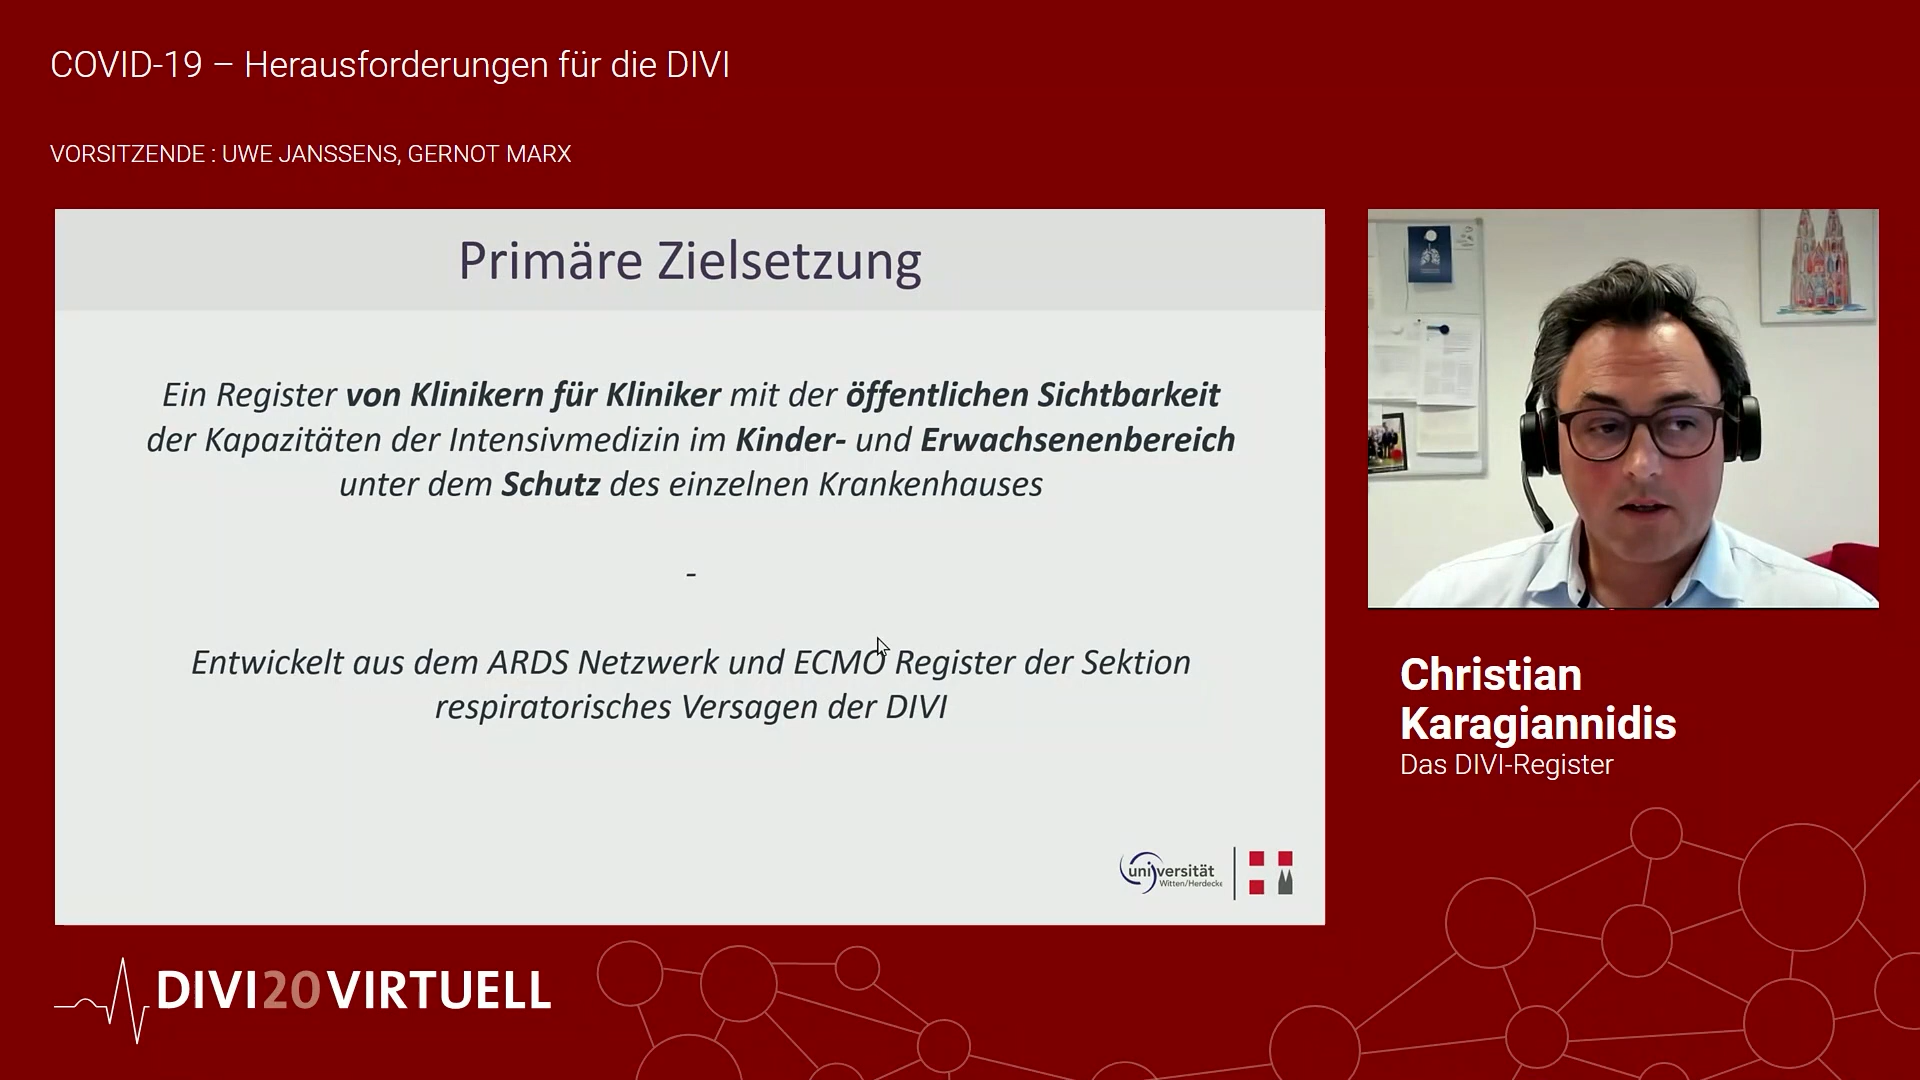 COVID-19 – Herausforderungen für die DIVI
VORSITZENDE : UWE JANSSENS, GERNOT MARX
Primäre Zielsetzung
Ein Register von Klinikern für Kliniker mit der öffentlichen Sichtbarkeit
der Kapazitäten der Intensivmedizin im Kinder- und Erwachsenenbereich
unter dem Schutz des einzelnen Krankenhauses
-
Entwickelt aus dem ARDS Netzwerk und ECMO Register der Sektion
respiratorisches Versagen der DIVI
universität
Witten/Herdecke
Christian
Karagiannidis
Das DIVI-Register
DIVI20VIRTUELL